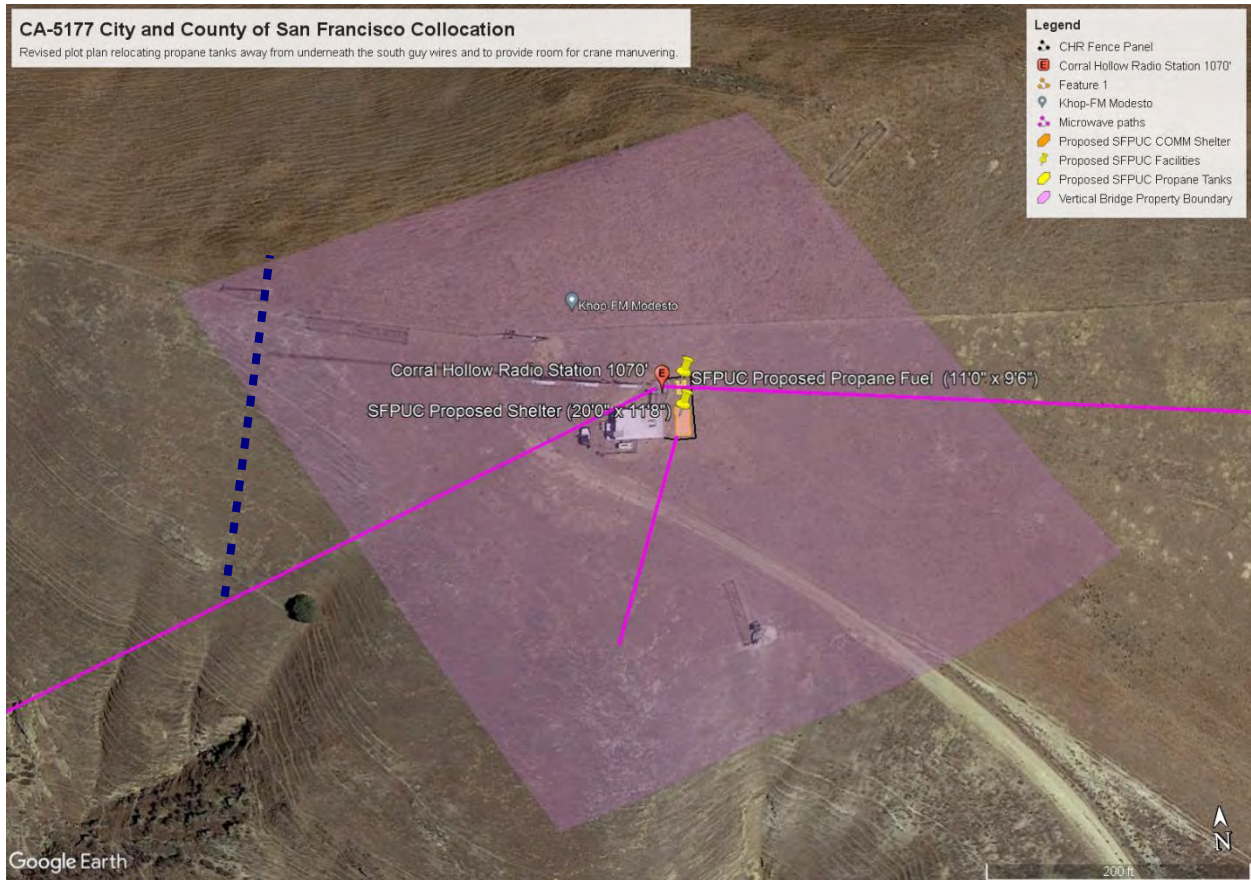 CA-5177 City and County of San Francisco Collocation
Revised plot plan relocating propane tanks away from underneath the south guy wires and to provide room for crane manuvering.
Legend
CHR Fence Panel
E Corral Hollow Radio Station 1070'
Feature 1
Khop-FM Modesto
Microwave paths
Proposed SFPUC COMM Shelter
Proposed SFPUC Facilities
Proposed SFPUC Propane Tanks
Vertical Bridge Property Boundary
Khop-FM Modesto
Corral Hollow Radio Station 1070'
E
SFPUC Proposed Propane Fuel (11'0" x 9'6")
SFPUC Proposed Shelter (20'0" x 11'8")
N
Google Earth
200 ft